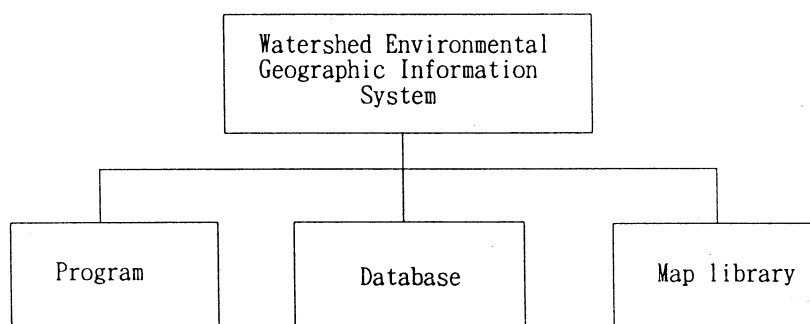 Watershed Environmental
Geographic Information
System
Program
Database
Map library